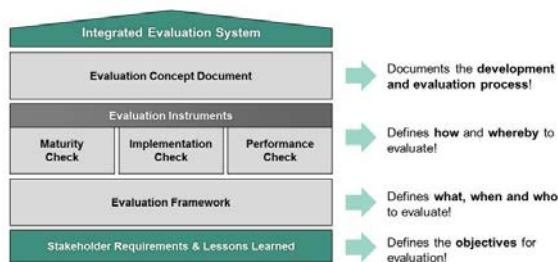 Integrated Evaluation System
Evaluation Concept Document
Documents the development
and evaluation process!
Evaluation Instruments
Maturity
Check
Implementation
Check
Performance
Check
Defines how and whereby to
evaluate!
Evaluation Framework
Defines what, when and who
to evaluate!
Stakeholder Requirements & Lessons Learned
Defines the objectives for
evaluation!